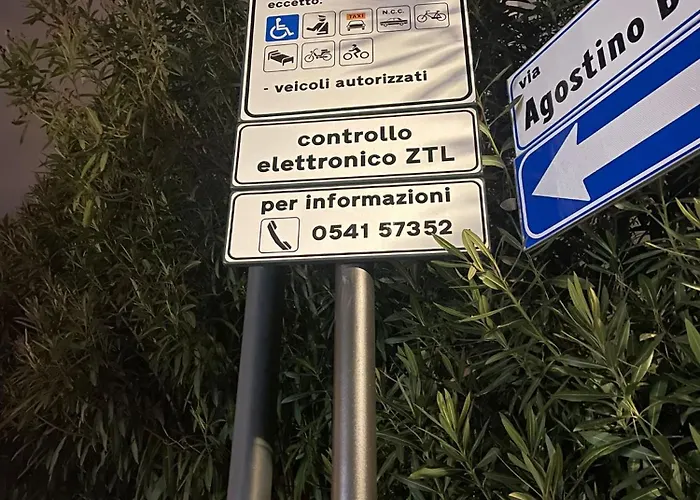 eccetto:
TAXI
N.C.C.
- veicoli autorizzati
controllo
elettronico ZTL
per informazioni
0541 57352
via
Agostino